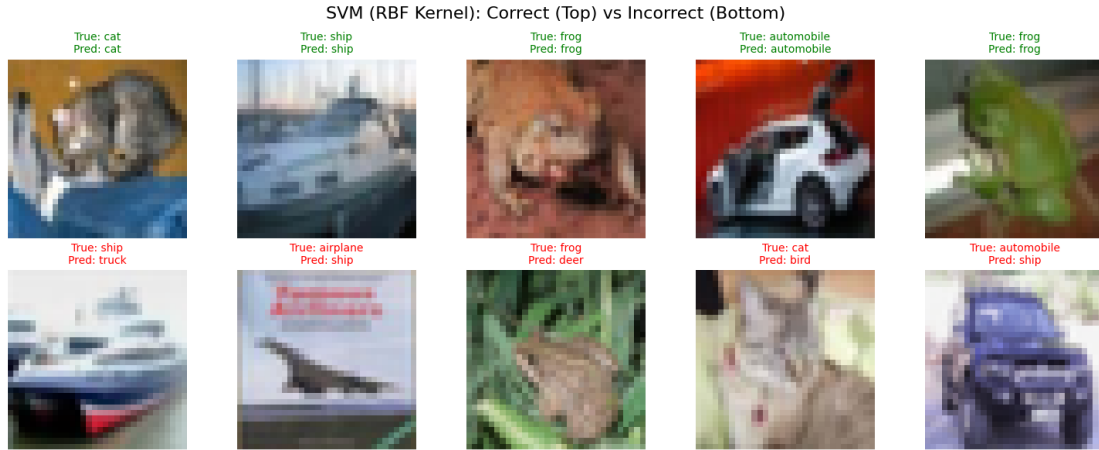 SVM (RBF Kernel): Correct (Top) vs Incorrect (Bottom)
True: cat
Pred: cat
True: ship
Pred: ship
True: frog
Pred: frog
True: automobile
Pred: automobile
True: frog
Pred: frog
True: ship
Pred: truck
True: airplane
Pred: ship
True: frog
Pred: deer
True: cat
Pred: bird
True: automobile
Pred: ship